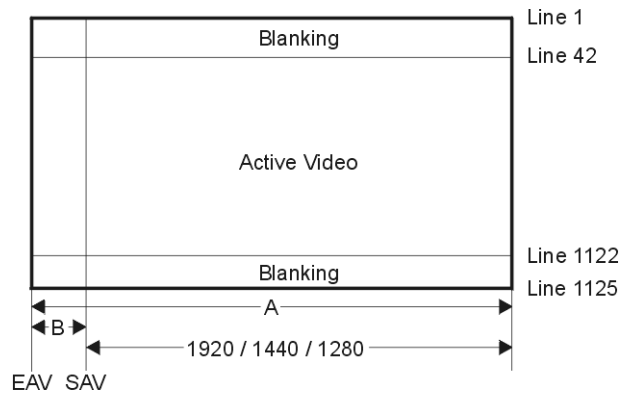 Line 1
Blanking
Line 42
Active Video
Line 1122
Blanking
Line 1125
A
B
1920 / 1440 / 1280
EAV SAV